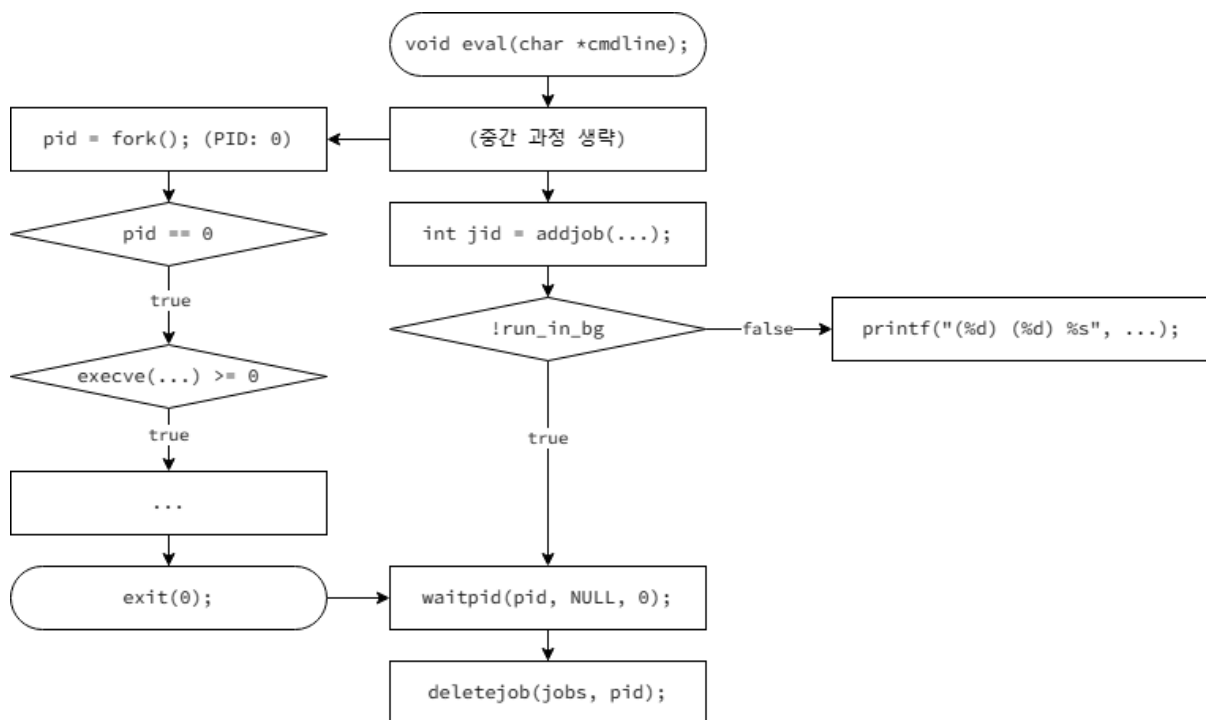 void eval(char *cmdline);
pid = fork(); (PID: 0)
(중간 과정 생략)
pid == 0
int jid = addjob(...);
true
!run_in_bg
false
printf("(%d) (%d) %s", ...);
execve(...) >= 0
true
true
...
exit(0);
waitpid(pid, NULL, 0);
deletejob(jobs, pid);